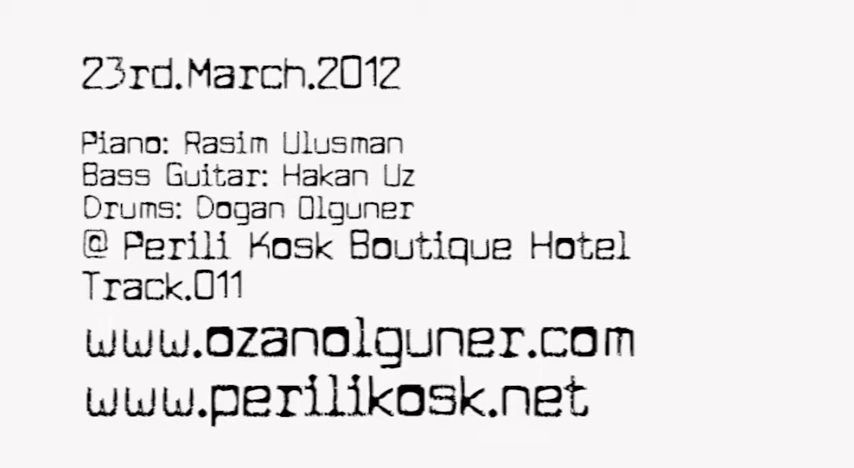 23rd.March.2012
Piano: Rasim Ulusman
Bass Guitar: Hakan Uz
Drums: Dogan Olguner
@ Perili Kosk Boutique Hotel
Track.011
www.ozanolguner.com
www.perilikosk.net